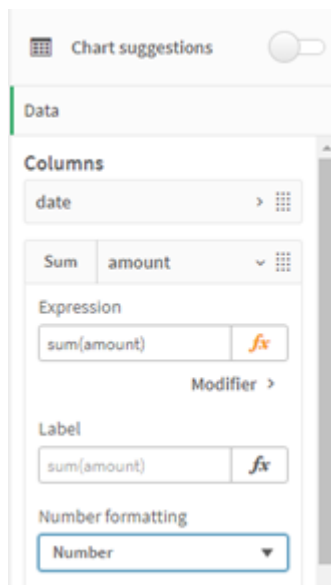 Chart suggestions
Data
Columns
date
Sum amount
Expression
sum(amount) fx
Modifier >
Label
sum(amount) fx
Number formatting
Number